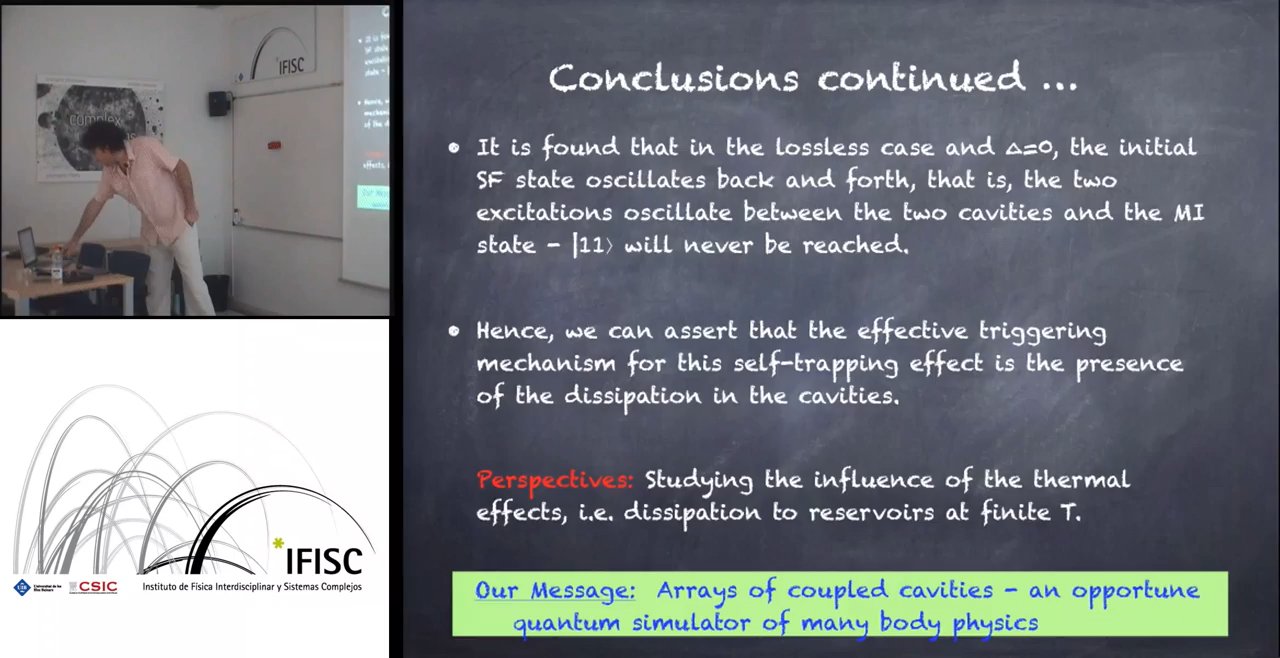 IFISC
complex
Conclusions continued ...
• It is found that in the lossless case and Δ=0, the initial
SF state oscillates back and forth, that is, the two
excitations oscillate between the two cavities and the MI
state - |11⟩ will never be reached.
• Hence, we can assert that the effective triggering
mechanism for this self-trapping effect is the presence
of the dissipation in the cavities.
Perspectives: Studying the influence of the thermal
effects, i.e. dissipation to reservoirs at finite T.
Our Message: Arrays of coupled cavities - an opportune
quantum simulator of many body physics
IFISC
UIB
CSIC
Instituto de Física Interdisciplinar y Sistemas Complejos